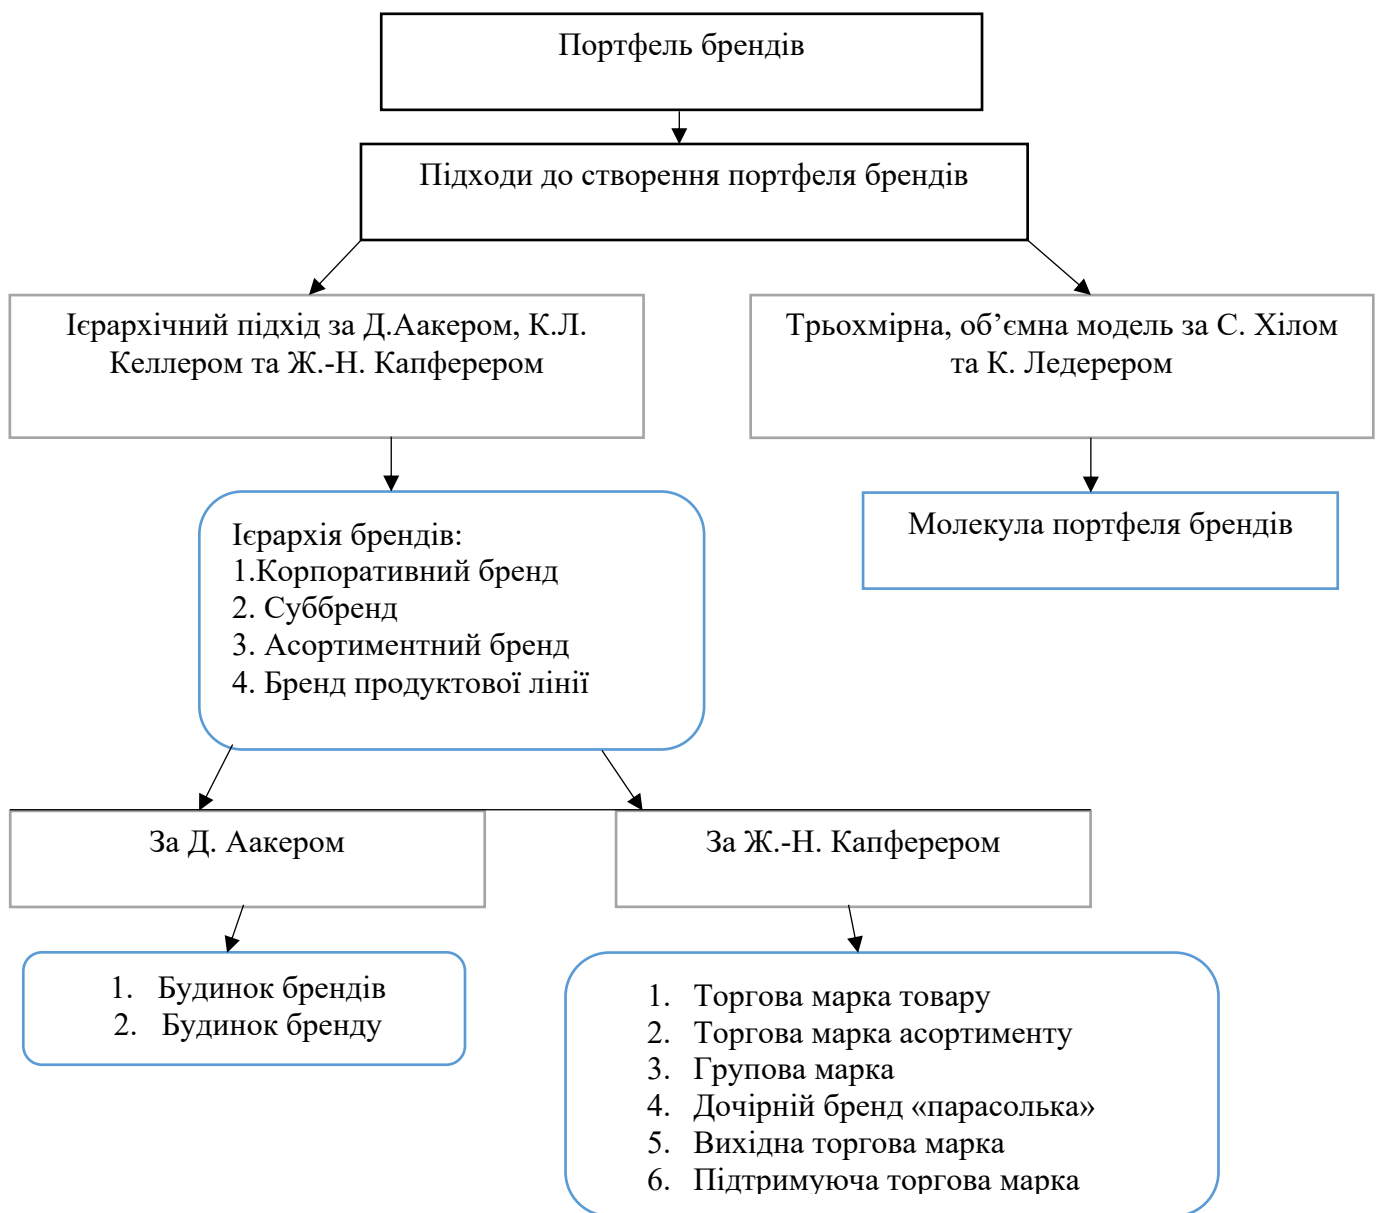 Портфель брендів
Підходи до створення портфеля брендів
Ієрархічний підхід за Д.Аакером, К.Л.
Келлером та Ж.-Н. Капферером
Трьохмірна, об’ємна модель за С. Хілом
та К. Ледерером
Ієрархія брендів:
1.Корпоративний бренд
2. Суббренд
3. Асортиментний бренд
4. Бренд продуктової лінії
Молекула портфеля брендів
За Д. Аакером
За Ж.-Н. Капферером
1. Будинок брендів
2. Будинок бренду
1. Торгова марка товару
2. Торгова марка асортименту
3. Групова марка
4. Дочірній бренд «парасолька»
5. Вихідна торгова марка
6. Підтримуюча торгова марка